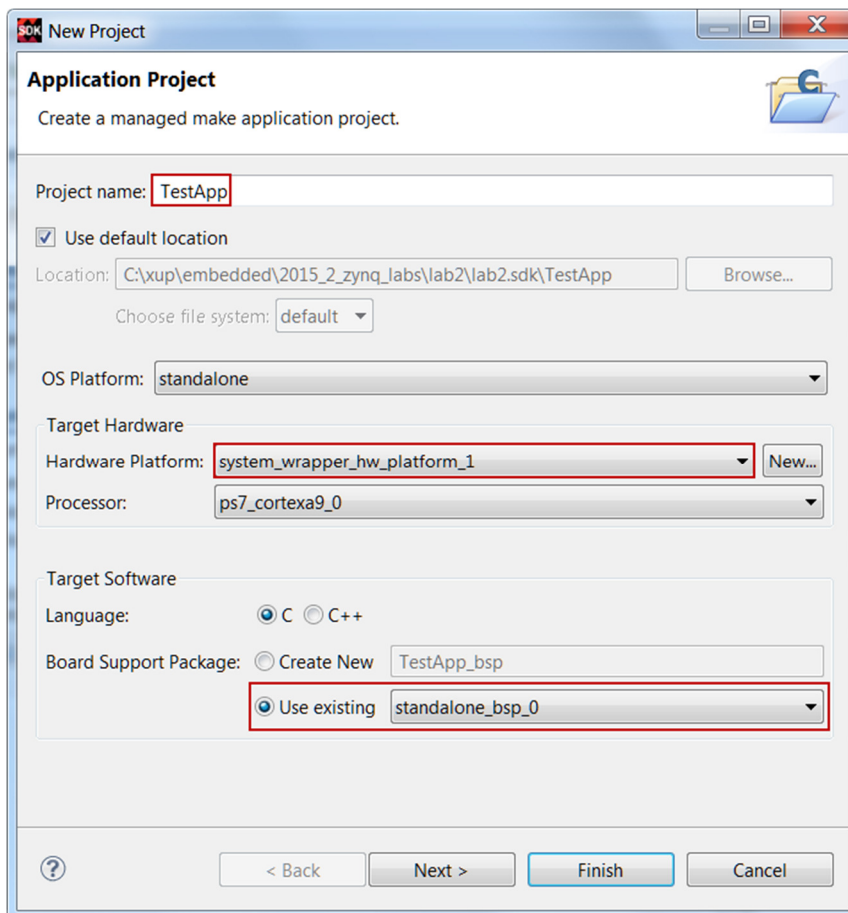 SDK New Project
Application Project
Create a managed make application project.
Project name: TestApp
Use default location
Location: C:\xup\embedded\2015_2_zynq_labs\lab2\lab2.sdk\TestApp Browse...
Choose file system: default
OS Platform: standalone
Target Hardware
Hardware Platform: system_wrapper_hw_platform_1 New...
Processor: ps7_cortexa9_0
Target Software
Language: C C++
Board Support Package: Create New TestApp_bsp
Use existing standalone_bsp_0
? < Back Next > Finish Cancel